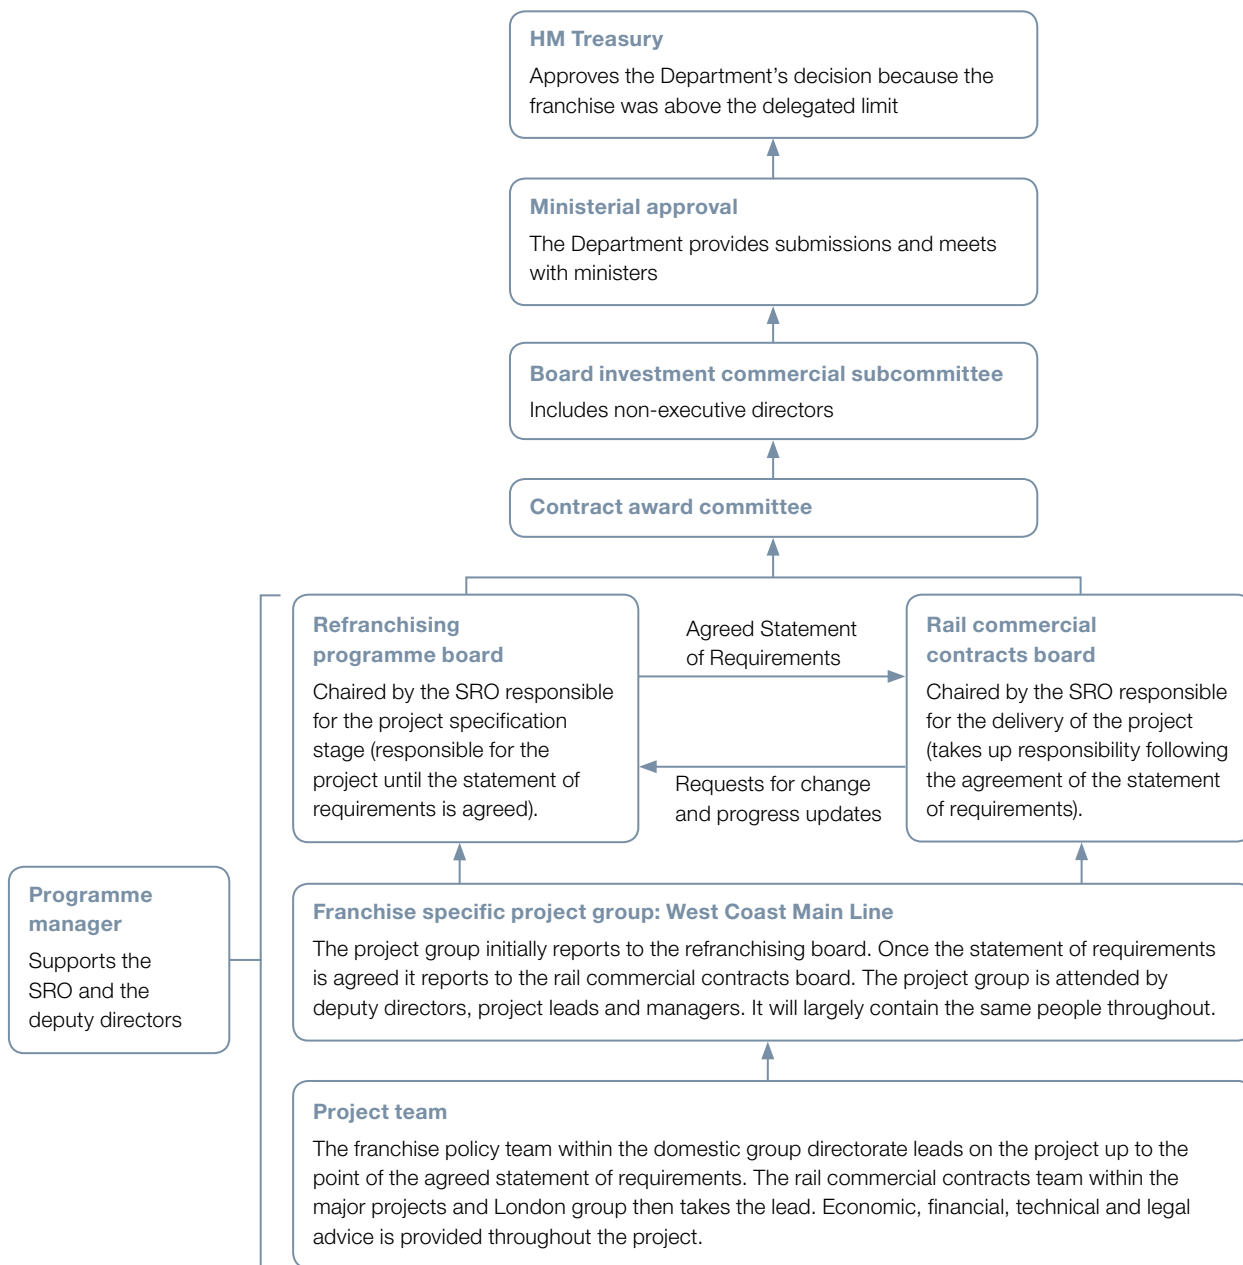 HM Treasury
Approves the Department’s decision because the
franchise was above the delegated limit
Ministerial approval
The Department provides submissions and meets
with ministers
Board investment commercial subcommittee
Includes non-executive directors
Contract award committee
Refranchising
programme board
Chaired by the SRO responsible
for the project specification
stage (responsible for the
project until the statement of
requirements is agreed).
Agreed Statement
of Requirements
Requests for change
and progress updates
Rail commercial
contracts board
Chaired by the SRO responsible
for the delivery of the project
(takes up responsibility following
the agreement of the statement
of requirements).
Programme
manager
Supports the
SRO and the
deputy directors
Franchise specific project group: West Coast Main Line
The project group initially reports to the refranchising board. Once the statement of requirements
is agreed it reports to the rail commercial contracts board. The project group is attended by
deputy directors, project leads and managers. It will largely contain the same people throughout.
Project team
The franchise policy team within the domestic group directorate leads on the project up to the
point of the agreed statement of requirements. The rail commercial contracts team within the
major projects and London group then takes the lead. Economic, financial, technical and legal
advice is provided throughout the project.